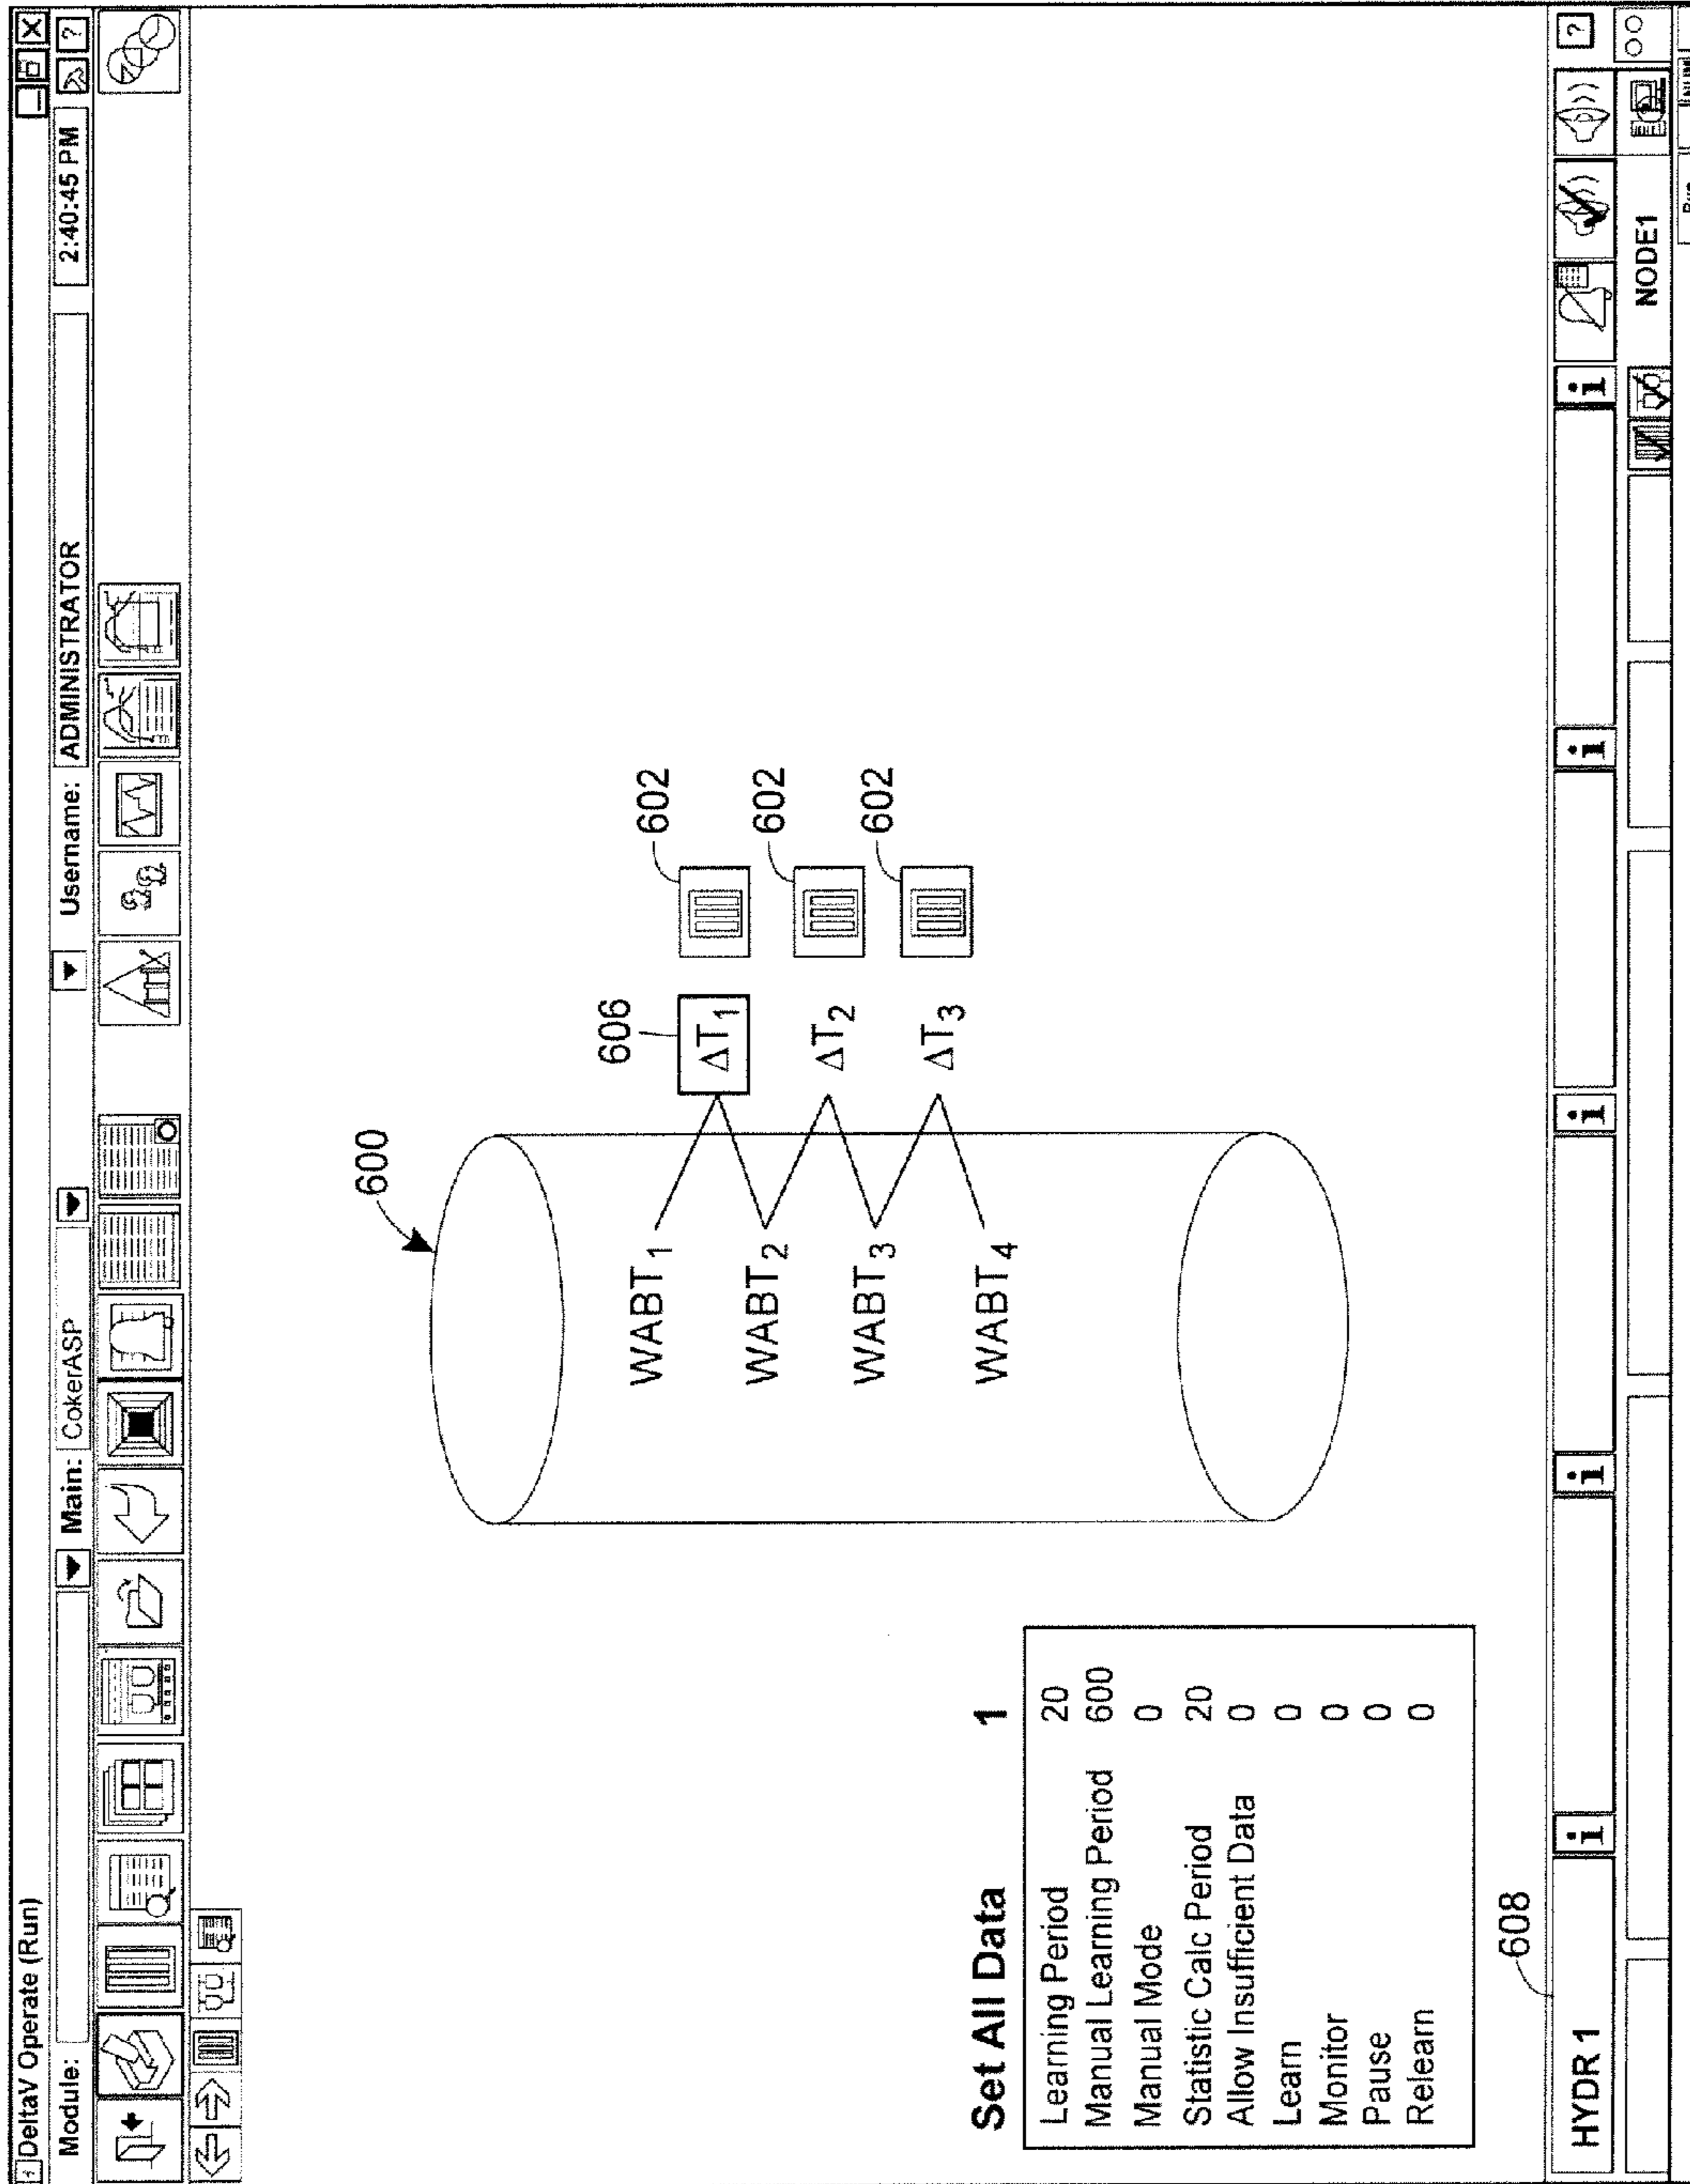 DeltaV Operate (Run)
Module: Main: CokerASP Username: ADMINISTRATOR 2:40:45 PM ?
600
606
602
602
602
WABT1
WABT2
WABT3
WABT4
ΔT1
ΔT2
ΔT3
Set All Data 1
Learning Period 20
Manual Learning Period 600
Manual Mode 0
Statistic Calc Period 20
Allow Insufficient Data 0
Learn 0
Monitor 0
Pause 0
Relearn 0
608
HYDR 1 i i i i i ?
NODE1
NUM